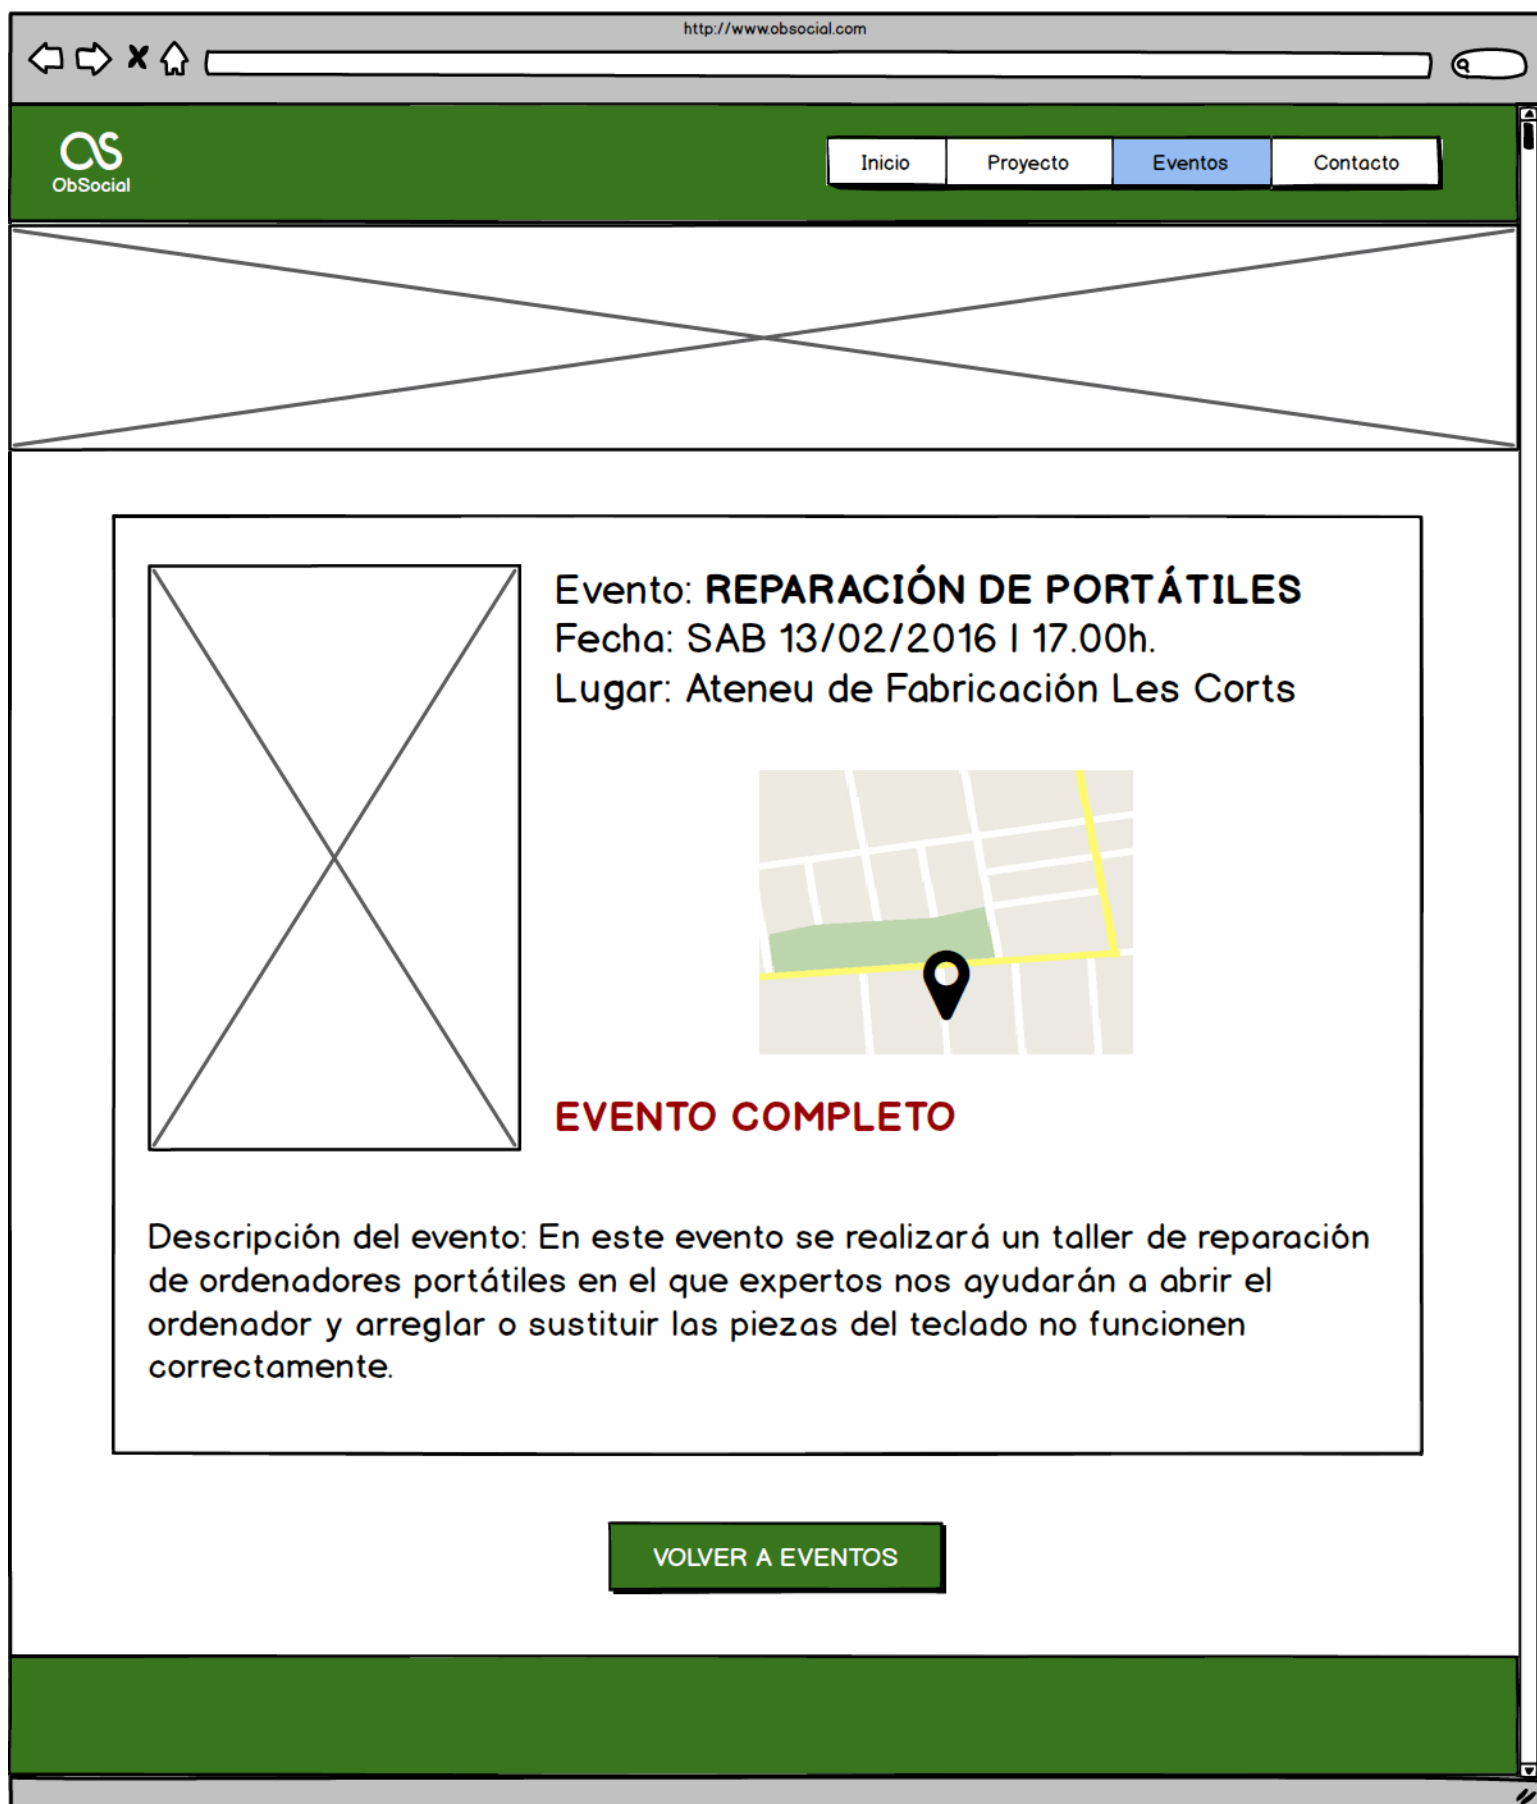 http://www.obsocial.com
ObSocial
Inicio
Proyecto
Eventos
Contacto
Evento: REPARACIÓN DE PORTÁTILES
Fecha: SAB 13/02/2016 | 17.00h.
Lugar: Ateneu de Fabricación Les Corts
EVENTO COMPLETO
Descripción del evento: En este evento se realizará un taller de reparación
de ordenadores portátiles en el que expertos nos ayudarán a abrir el
ordenador y arreglar o sustituir las piezas del teclado no funcionen
correctamente.
VOLVER A EVENTOS